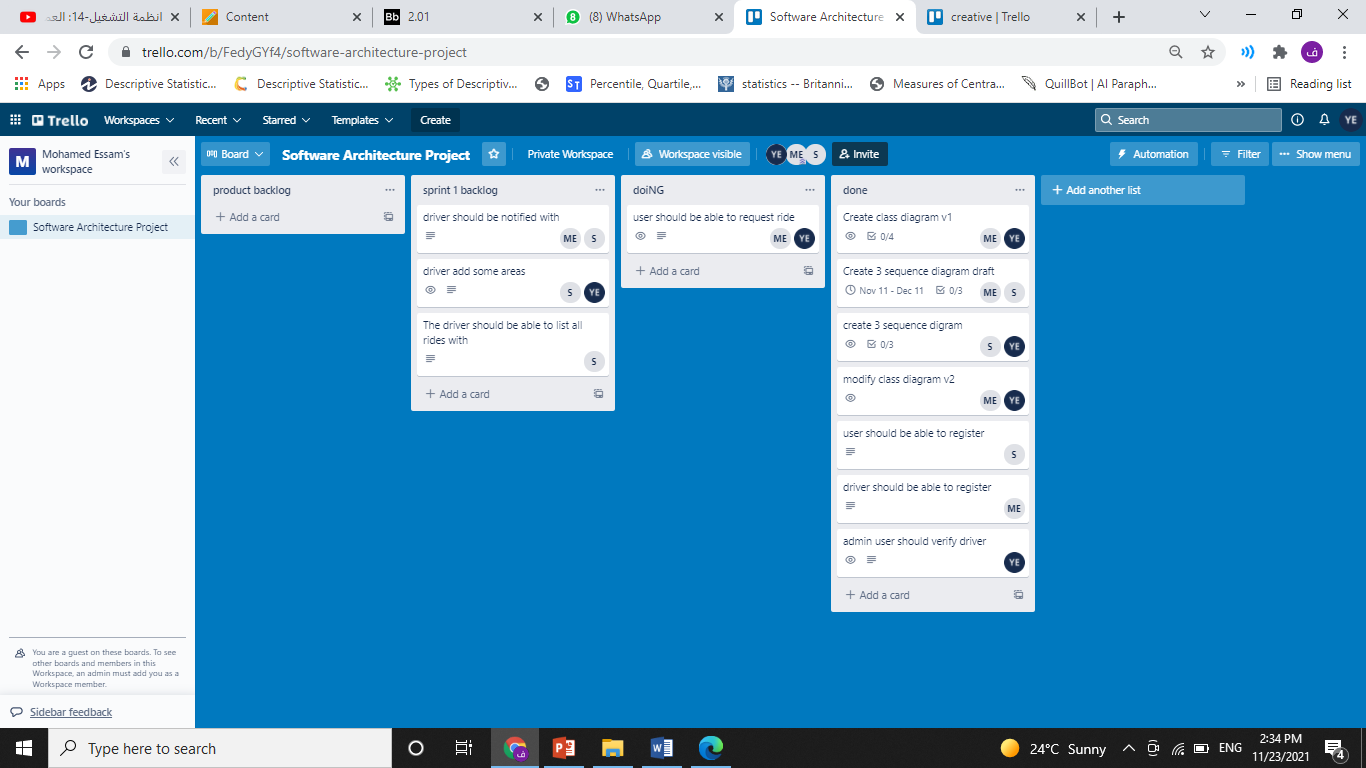 انظمة التشغيل-14: الع
Content
2.01
(8) WhatsApp
Software Architecture
creative | Trello
trello.com/b/FedyGYf4/software-architecture-project
Apps
Descriptive Statistic...
Descriptive Statistic...
Types of Descriptiv...
Percentile, Quartile,...
statistics -- Britanni...
Measures of Centra...
QuillBot | AI Paraph...
»
Reading list
Trello
Workspaces
Recent
Starred
Templates
Create
Search
YE
M
Mohamed Essam's
workspace
Your boards
Software Architecture Project
You are a guest on these boards. To see
other boards and members in this
Workspace, an admin must add you as a
Workspace member.
Sidebar feedback
Board
Software Architecture Project
Private Workspace
Workspace visible
YE ME S
Invite
Automation
Filter
Show menu
product backlog
+ Add a card
sprint 1 backlog
driver should be notified with
ME S
driver add some areas
S YE
The driver should be able to list all
rides with
S
+ Add a card
doiNG
user should be able to request ride
ME YE
+ Add a card
done
Create class diagram v1
0/4 ME YE
Create 3 sequence diagram draft
Nov 11 - Dec 11 0/3 ME S
create 3 sequence digram
0/3 S YE
modify class diagram v2
ME YE
user should be able to register
S
driver should be able to register
ME
admin user should verify driver
YE
+ Add a card
+ Add another list
Type here to search
24°C Sunny
ENG
2:34 PM
11/23/2021
4